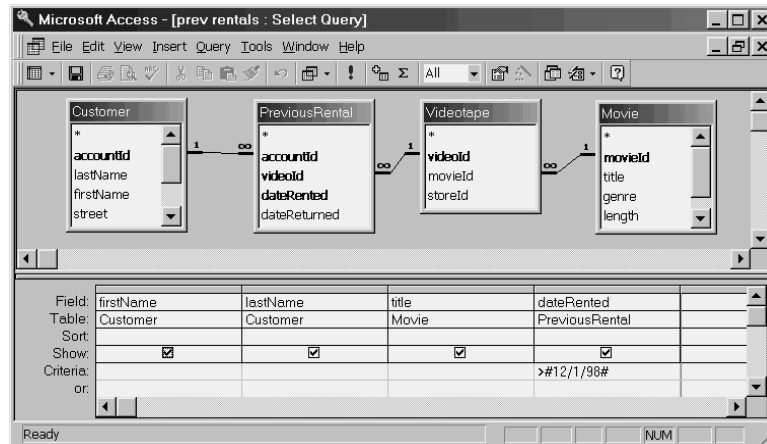 Microsoft Access - [prev rentals : Select Query]
File Edit View Insert Query Tools Window Help
All
Customer
*
accountId
lastName
firstName
street
1 ∞
PreviousRental
*
accountId
videoId
dateRented
dateReturned
∞ 1
Videotape
*
videoId
movieId
storeId
∞ 1
Movie
*
movieId
title
genre
length
Field: firstName lastName title dateRented
Table: Customer Customer Movie PreviousRental
Sort:
Show:
Criteria: >#12/1/98#
or:
Ready NUM